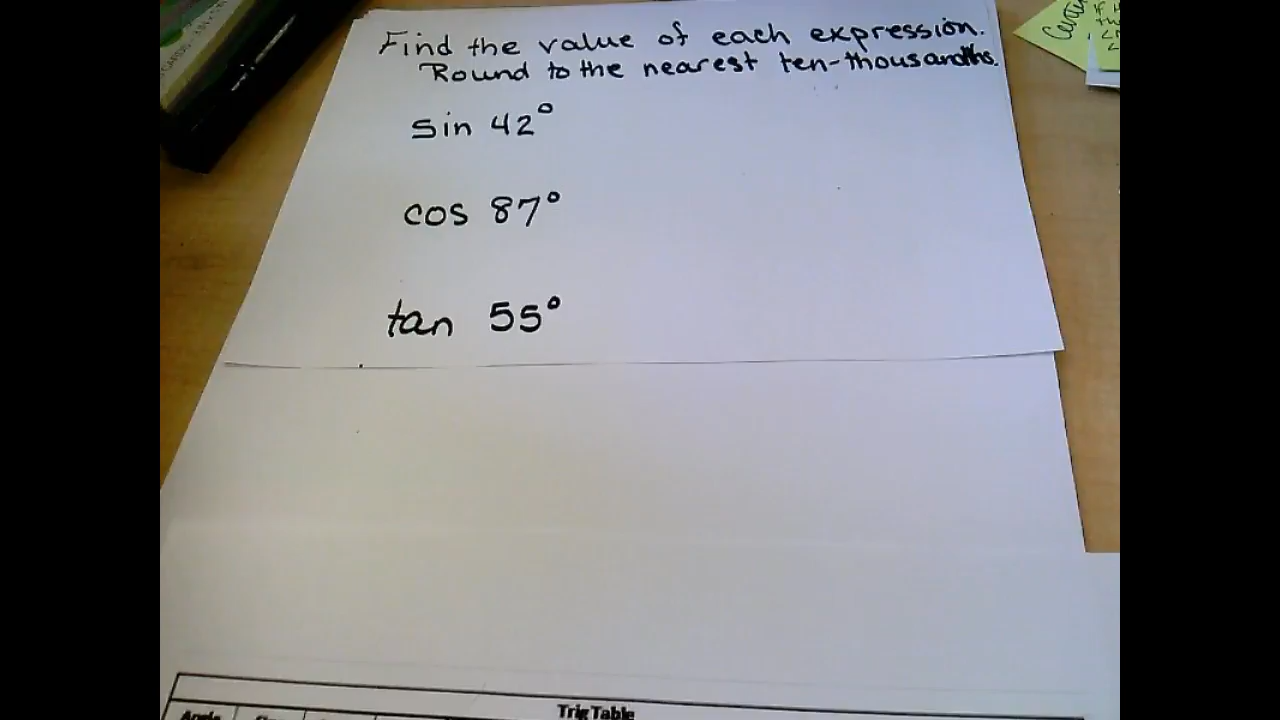 Find the value of each expression.
Round to the nearest ten-thousandths.
sin 42°
cos 87°
tan 55°
Trig Table
Angle